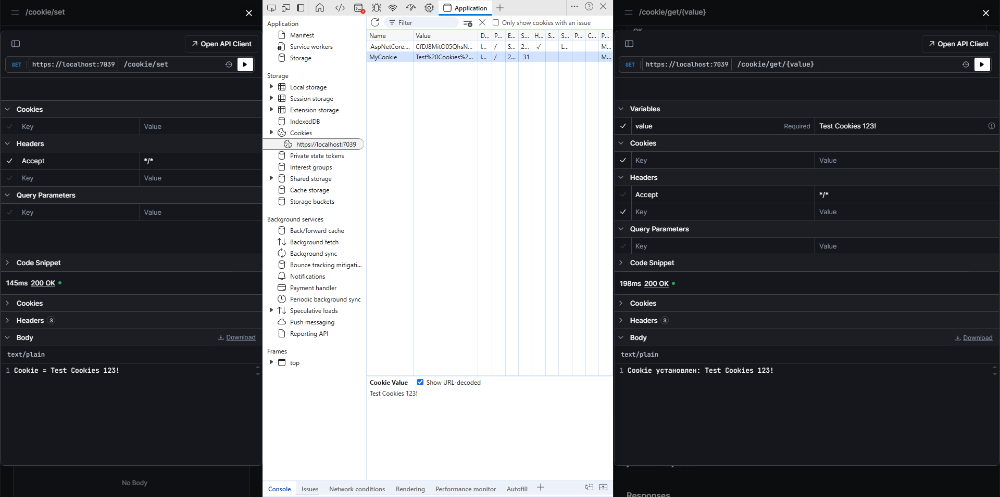 /cookie/set
Open API Client
GET https://localhost:7039 /cookie/set
Cookies
Key Value
Headers
Accept */*
Key Value
Query Parameters
Key Value
Code Snippet
145ms 200 OK
Cookies
Headers 3
Body Download
text/plain
1 Cookie = Test Cookies 123!
No Body
Application
Application
Manifest
Service workers
Storage
Storage
Local storage
Session storage
Extension storage
IndexedDB
Cookies
https://localhost:7039
Private state tokens
Interest groups
Shared storage
Cache storage
Storage buckets
Background services
Back/forward cache
Background fetch
Background sync
Bounce tracking mitigati...
Notifications
Payment handler
Periodic background sync
Speculative loads
Push messaging
Reporting API
Frames
top
Filter Only show cookies with an issue
Name Value D... P... E... S... H... S... S... P... C... P...
.AspNetCore.... CfDJ8MitO05QhsN... l... / S... 2... ✓ L... M...
MyCookie Test%20Cookies%2... l... / 2... 31 M...
Cookie Value Show URL-decoded
Test Cookies 123!
Console Issues Network conditions Rendering Performance monitor Autofill
/cookie/get/{value}
OK
Open API Client
GET https://localhost:7039 /cookie/get/{value}
Variables
value Required Test Cookies 123!
Cookies
Key Value
Headers
Accept */*
Key Value
Query Parameters
Key Value
Code Snippet
198ms 200 OK
Cookies
Headers 3
Body Download
text/plain
1 Cookie установлен: Test Cookies 123!
Responses